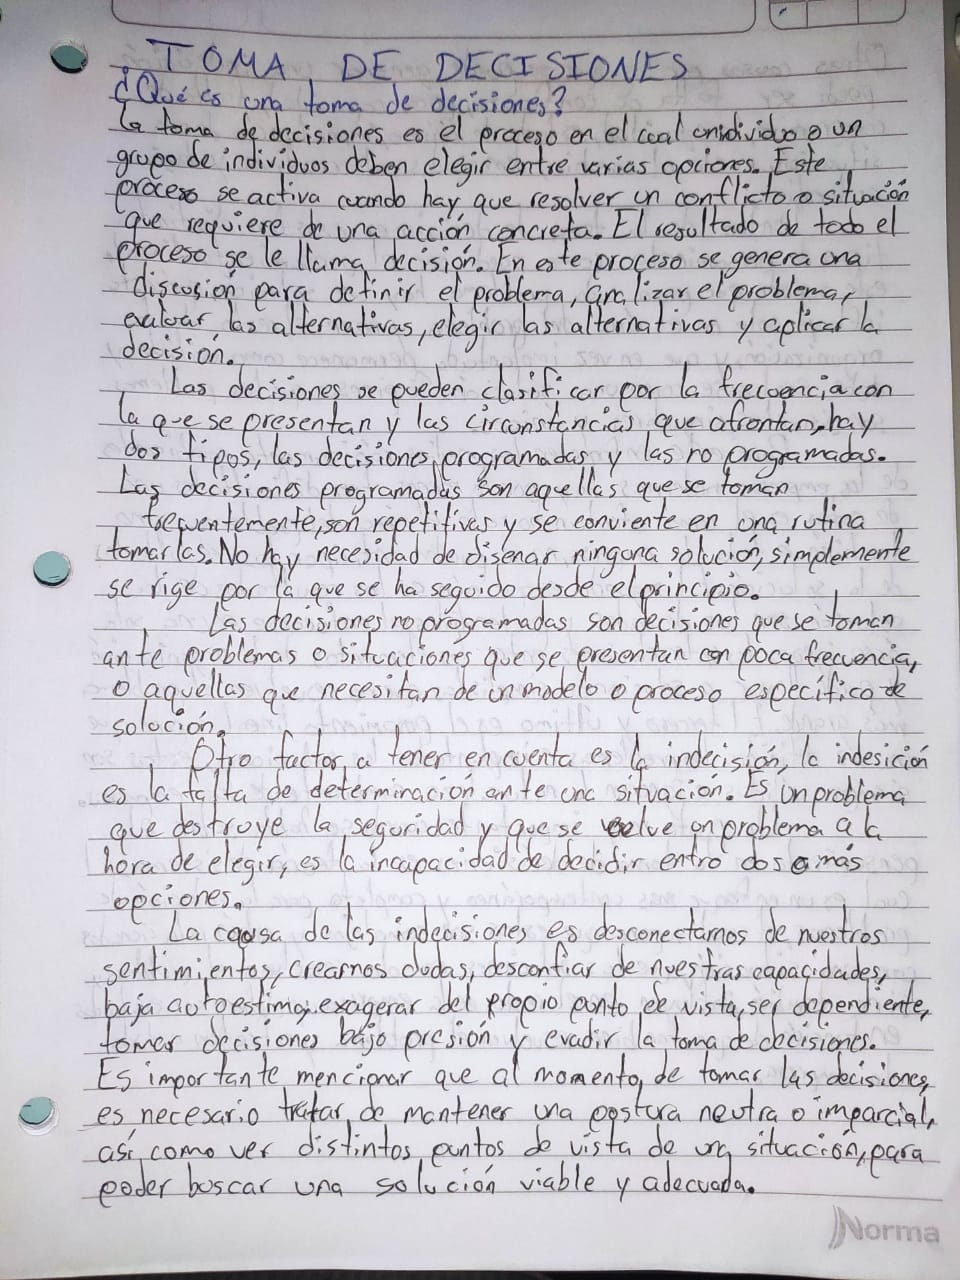 TOMA DE DECISIONES
¿Qué es una toma de decisiones?
La toma de decisiones es el proceso en el cual un individuo o un
grupo de individuos deben elegir entre varias opciones. Este
proceso se activa cuando hay que resolver un conflicto o situación
que requiere de una acción concreta. El resultado de todo el
proceso se le llama decisión. En este proceso se genera una
discusión para definir el problema, analizar el problema,
evaluar las alternativas, elegir las alternativas y aplicar la
decisión.
Las decisiones se pueden clasificar por la frecuencia con
la que se presentan y las circunstancias que afrontan, hay
dos tipos, las decisiones programadas y las no programadas.
Las decisiones programadas son aquellas que se toman
frecuentemente, son repetitivas y se conviente en una rutina
tomarlas. No hay necesidad de disenar ninguna solución, simplemente
se rige por la que se ha seguido desde el principio.
Las decisiones no programadas son decisiones que se toman
ante problemas o situaciones que se presentan con poca frecuencia,
o aquellas que necesitan de un modelo o proceso específico de
solución.
Otro factor a tener en cuenta es la indecisión, la indesición
es la falta de determinación ante una situación. Es un problema
que destruye la seguridad y que se vuelve un problema a la
hora de elegir, es la incapacidad de decidir entre dos o más
opciones.
La causa de las indecisiones es desconectarnos de nuestros
sentimientos, crearnos dudas, desconfiar de nuestras capacidades,
baja autoestima, exagerar del propio punto de vista, ser dependiente,
tomar decisiones bajo presión y evadir la toma de decisiones.
Es importante mencionar que al momento, de tomar las decisiones,
es necesario tratar de mantener una postura neutra o imparcial,
así como ver distintos puntos de vista de una situación, para
poder buscar una solución viable y adecuada.
Norma